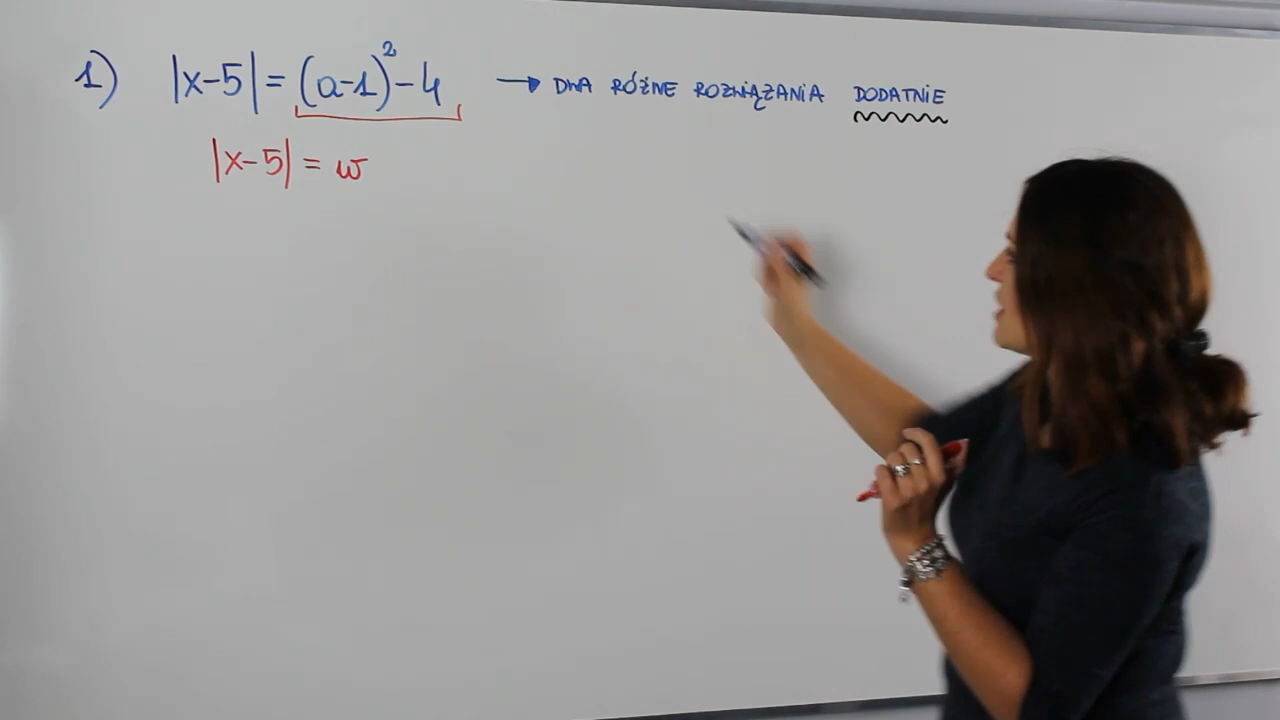 1) |x-5| = (a-1)² - 4 → DWA RÓŻNE ROZWIĄZANIA DODATNIE
|x-5| = w